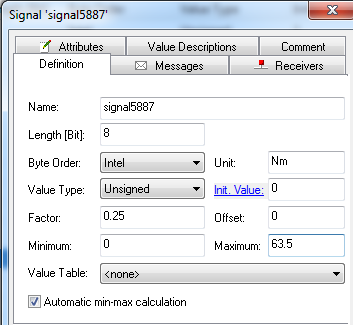 Signal 'signal5887'
Attributes Value Descriptions Comment
Definition Messages Receivers
Name: signal5887
Length [Bit]: 8
Byte Order: Intel Unit: Nm
Value Type: Unsigned Init. Value: 0
Factor: 0.25 Offset: 0
Minimum: 0 Maximum: 63.5
Value Table: <none>
Automatic min-max calculation